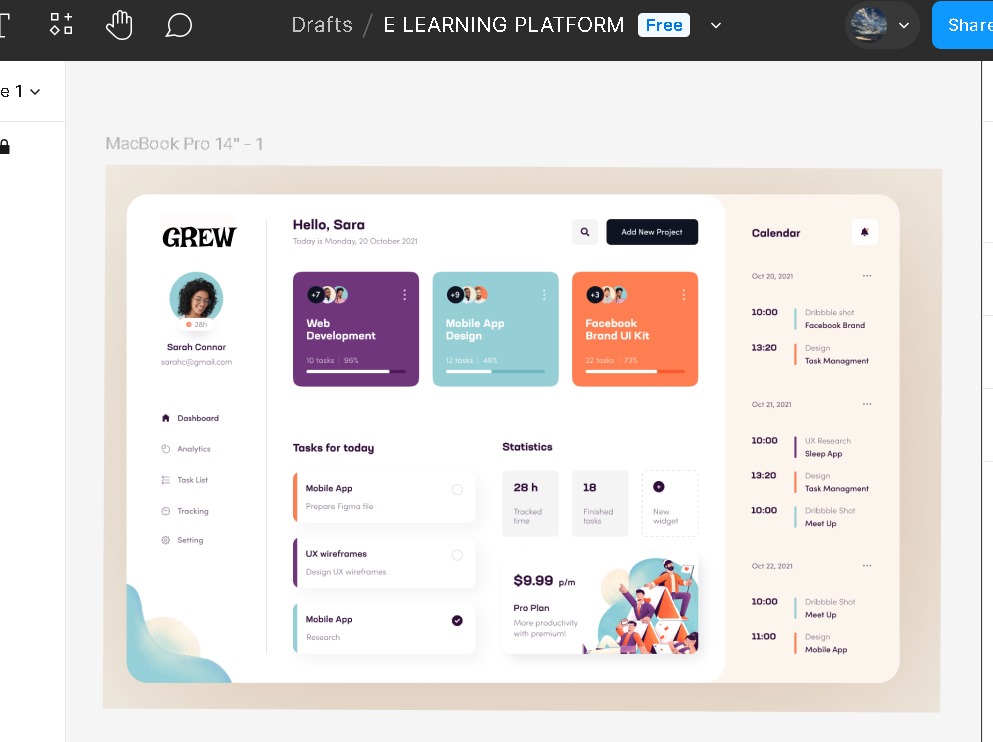 Drafts / E LEARNING PLATFORM Free
Share
e 1
MacBook Pro 14" - 1
GREW
28h
Sarah Connor
sarahc@gmail.com
Dashboard
Analytics
Task List
Tracking
Setting
Hello, Sara
Today is Monday, 20 October 2021
Add New Project
+7
Web
Development
10 tasks | 96%
+9
Mobile App
Design
12 tasks | 46%
+3
Facebook
Brand UI Kit
22 tasks | 73%
Tasks for today
Mobile App
Prepare Figma file
UX wireframes
Design UX wireframes
Mobile App
Research
Statistics
28 h
Tracked
time
18
Finished
tasks
New
widget
$9.99 p/m
Pro Plan
More productivity
with premium!
Calendar
Oct 20, 2021
10:00 Dribbble shot
Facebook Brand
13:20 Design
Task Managment
Oct 21, 2021
10:00 UX Research
Sleep App
13:20 Design
Task Managment
10:00 Dribbble Shot
Meet Up
Oct 22, 2021
10:00 Dribbble Shot
Meet Up
11:00 Design
Mobile App